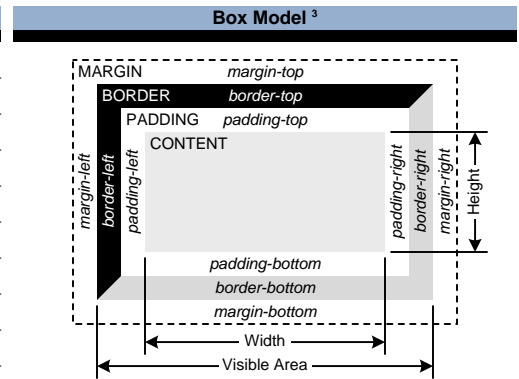 Box Model 3
MARGIN margin-top
BORDER border-top
PADDING padding-top
CONTENT
margin-left
border-left
padding-left
padding-right
border-right
margin-right
Height
padding-bottom
border-bottom
margin-bottom
Width
Visible Area